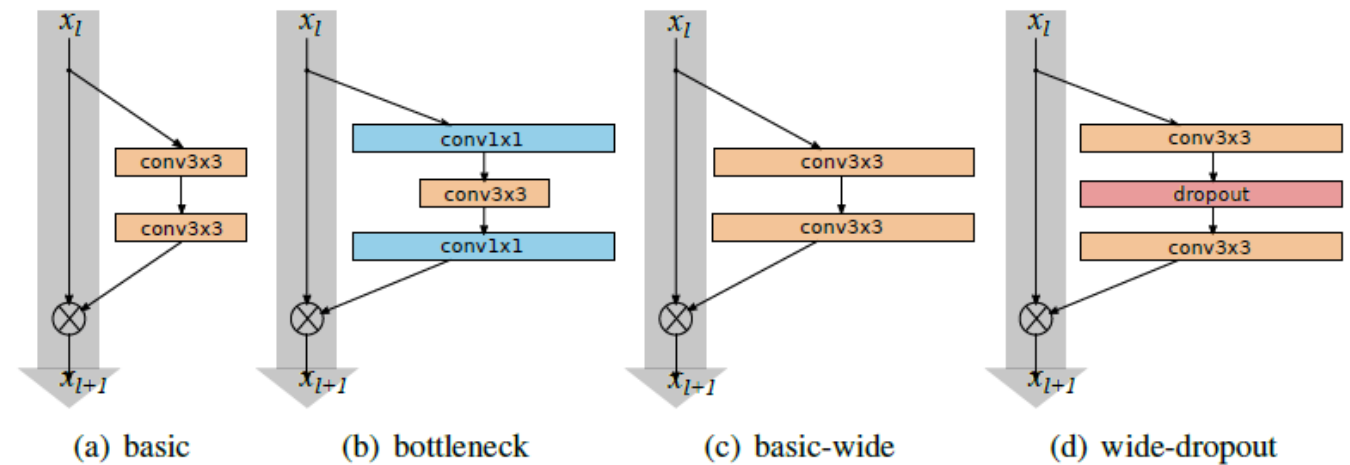 x_l
conv3x3
conv3x3
x_{l+1}
(a) basic
x_l
conv1x1
conv3x3
conv1x1
x_{l+1}
(b) bottleneck
x_l
conv3x3
conv3x3
x_{l+1}
(c) basic-wide
x_l
conv3x3
dropout
conv3x3
x_{l+1}
(d) wide-dropout